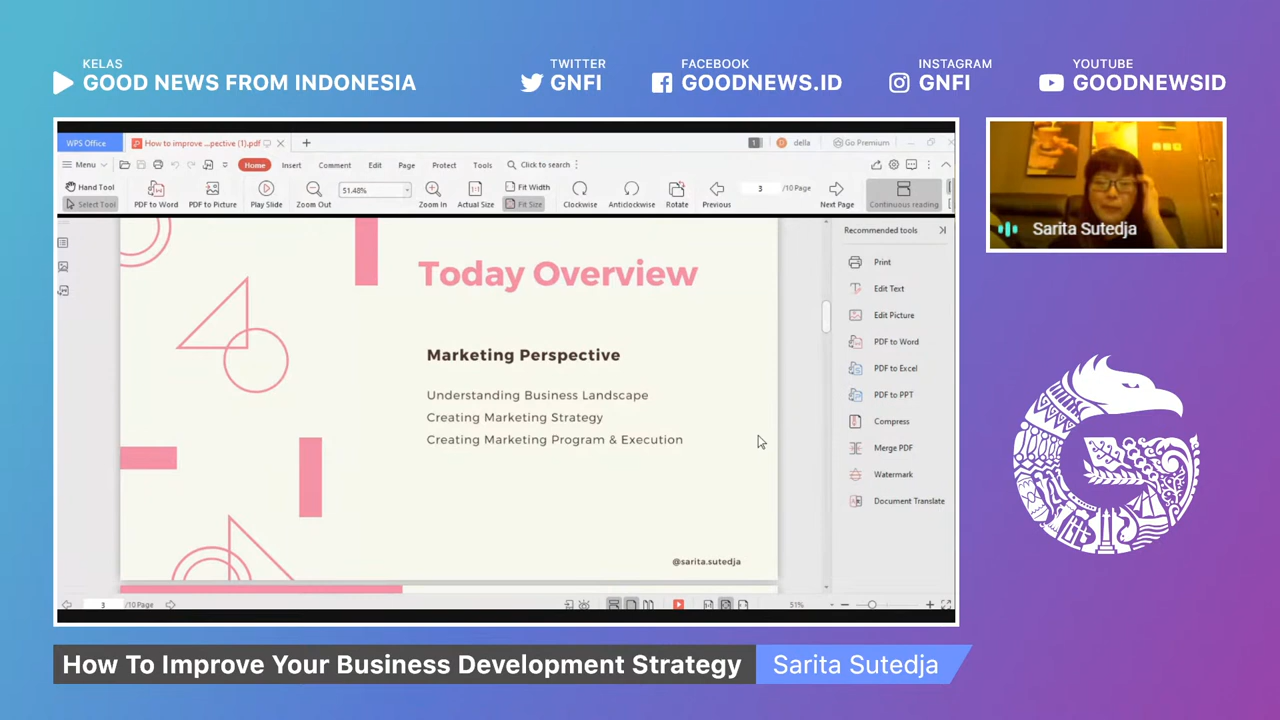 KELAS
GOOD NEWS FROM INDONESIA
TWITTER
GNFI
FACEBOOK
GOODNEWS.ID
INSTAGRAM
GNFI
YOUTUBE
GOODNEWSID
WPS Office
How to improve ...pective (1).pdf
1
della
Go Premium
Menu
Home
Insert
Comment
Edit
Page
Protect
Tools
Click to search
Hand Tool
Select Tool
PDF to Word
PDF to Picture
Play Slide
Zoom Out
51.48%
Zoom In
Actual Size
Fit Width
Fit Size
Clockwise
Anticlockwise
Rotate
Previous
3
/10 Page
Next Page
Continuous reading
Today Overview
Marketing Perspective
Understanding Business Landscape
Creating Marketing Strategy
Creating Marketing Program & Execution
@sarita.sutedja
Recommended tools
Print
Edit Text
Edit Picture
PDF to Word
PDF to Excel
PDF to PPT
Compress
Merge PDF
Watermark
Document Translate
3
/10 Page
51%
Sarita Sutedja
How To Improve Your Business Development Strategy
Sarita Sutedja